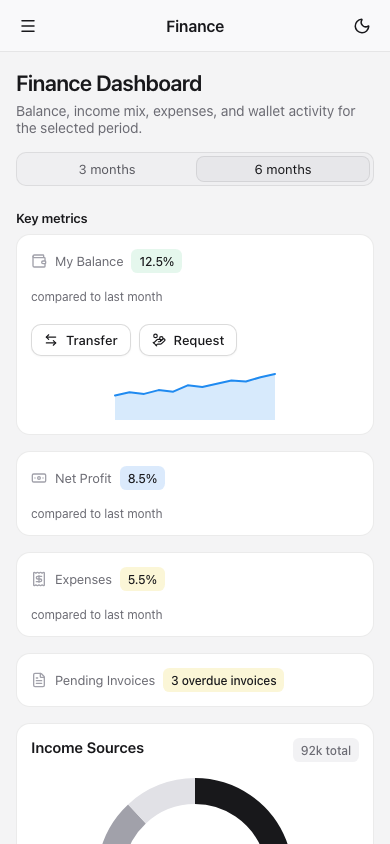 Finance
Finance Dashboard
Balance, income mix, expenses, and wallet activity for
the selected period.
3 months
6 months
Key metrics
My Balance
12.5%
compared to last month
Transfer
Request
Net Profit
8.5%
compared to last month
Expenses
5.5%
compared to last month
Pending Invoices
3 overdue invoices
Income Sources
92k total